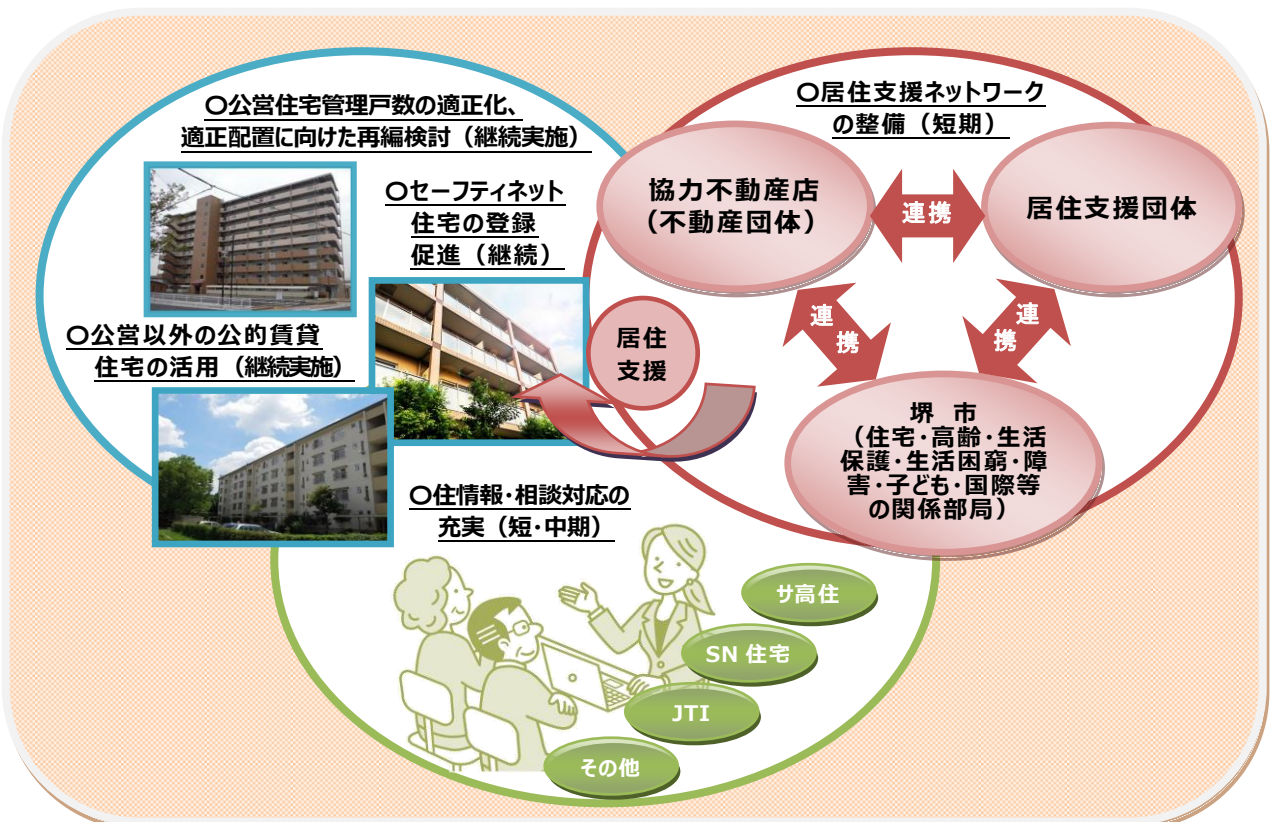 〇公営住宅管理戸数の適正化、
適正配置に向けた再編検討（継続実施）
〇セーフティネット
住宅の登録
促進（継続）
〇公営以外の公的賃貸
住宅の活用（継続実施）
〇居住支援ネットワーク
の整備（短期）
協力不動産店
（不動産団体）
連携
居住支援団体
連
携
連
携
居住
支援
堺　市
（住宅・高齢・生活
保護・生活困窮・障
害・子ども・国際等
の関係部局）
〇住情報・相談対応の
充実（短・中期）
サ高住
SN 住宅
JTI
その他